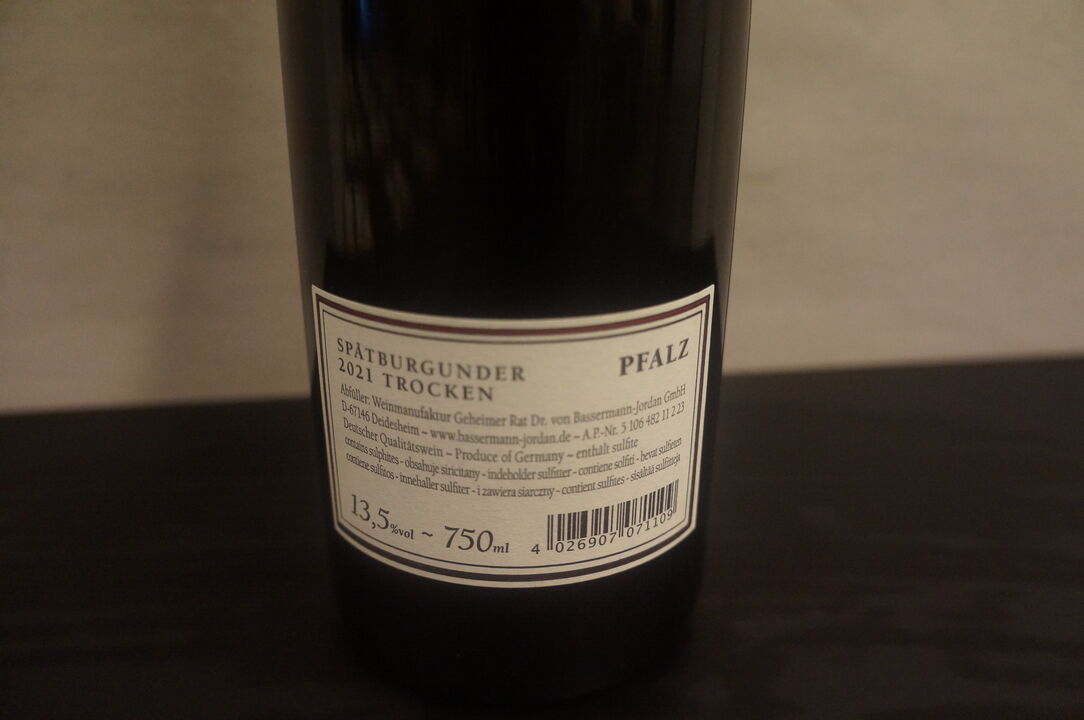 SPÄTBURGUNDER
2021 TROCKEN
PFALZ
Abfüller: Weinmanufaktur Geheimer Rat Dr. von Bassermann-Jordan GmbH
D-67146 Deidesheim ~ www.bassermann-jordan.de ~ A.P.-Nr. 5 106 482 11 2 23
Deutscher Qualitätswein ~ Produce of Germany ~ enthält sulfite
contains sulphites - obsahuje siricitany - indeholder sulfitter - contiene solfiti - bevat sulfieten
contiene sulfitos - innehaller sulfiter - i zawiera siarczny - contient sulfites - sisältää sulfiitteja
13,5%vol ~ 750ml
4 026907 071109